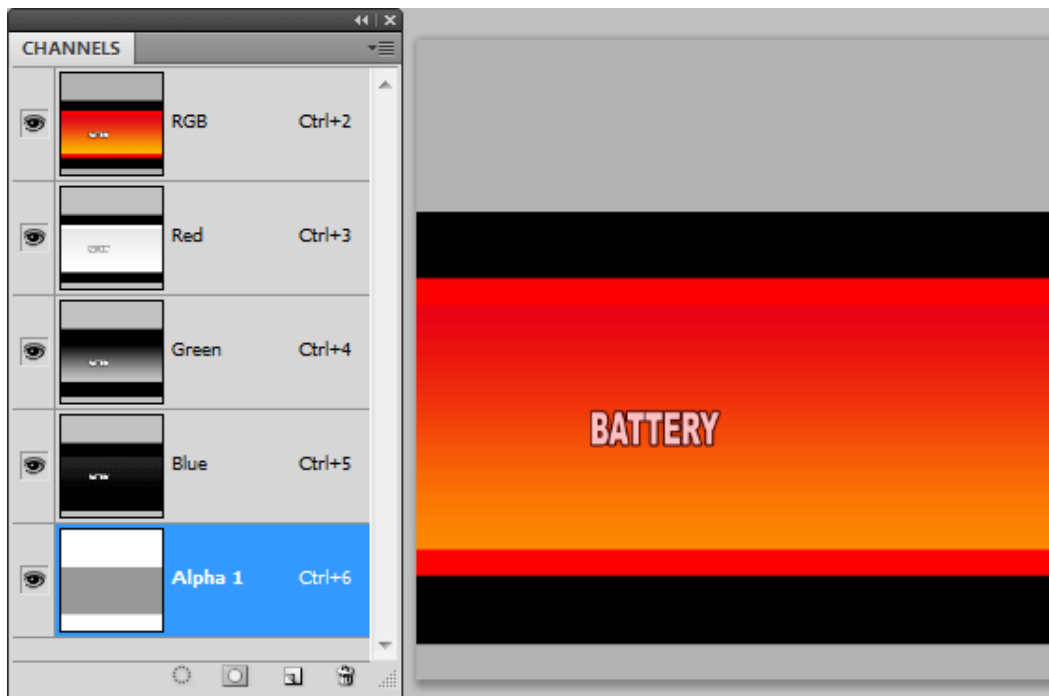 CHANNELS
RGB Ctrl+2
Red Ctrl+3
Green Ctrl+4
Blue Ctrl+5
Alpha 1 Ctrl+6
BATTERY